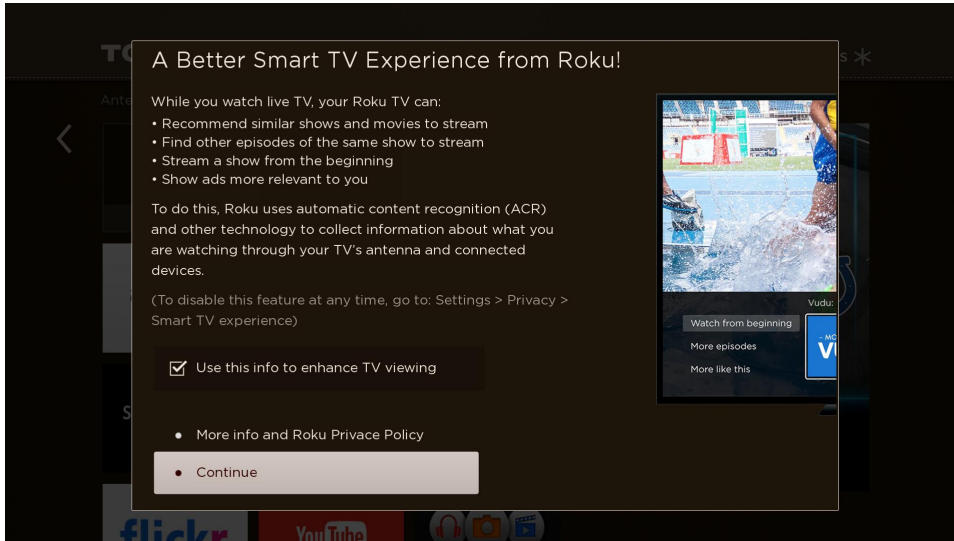 A Better Smart TV Experience from Roku!
While you watch live TV, your Roku TV can:
• Recommend similar shows and movies to stream
• Find other episodes of the same show to stream
• Stream a show from the beginning
• Show ads more relevant to you
To do this, Roku uses automatic content recognition (ACR)
and other technology to collect information about what you
are watching through your TV's antenna and connected
devices.
(To disable this feature at any time, go to: Settings > Privacy >
Smart TV experience)
Use this info to enhance TV viewing
• More info and Roku Privace Policy
• Continue
Vudu:
Watch from beginning
More episodes
More like this
flickr
YouTube